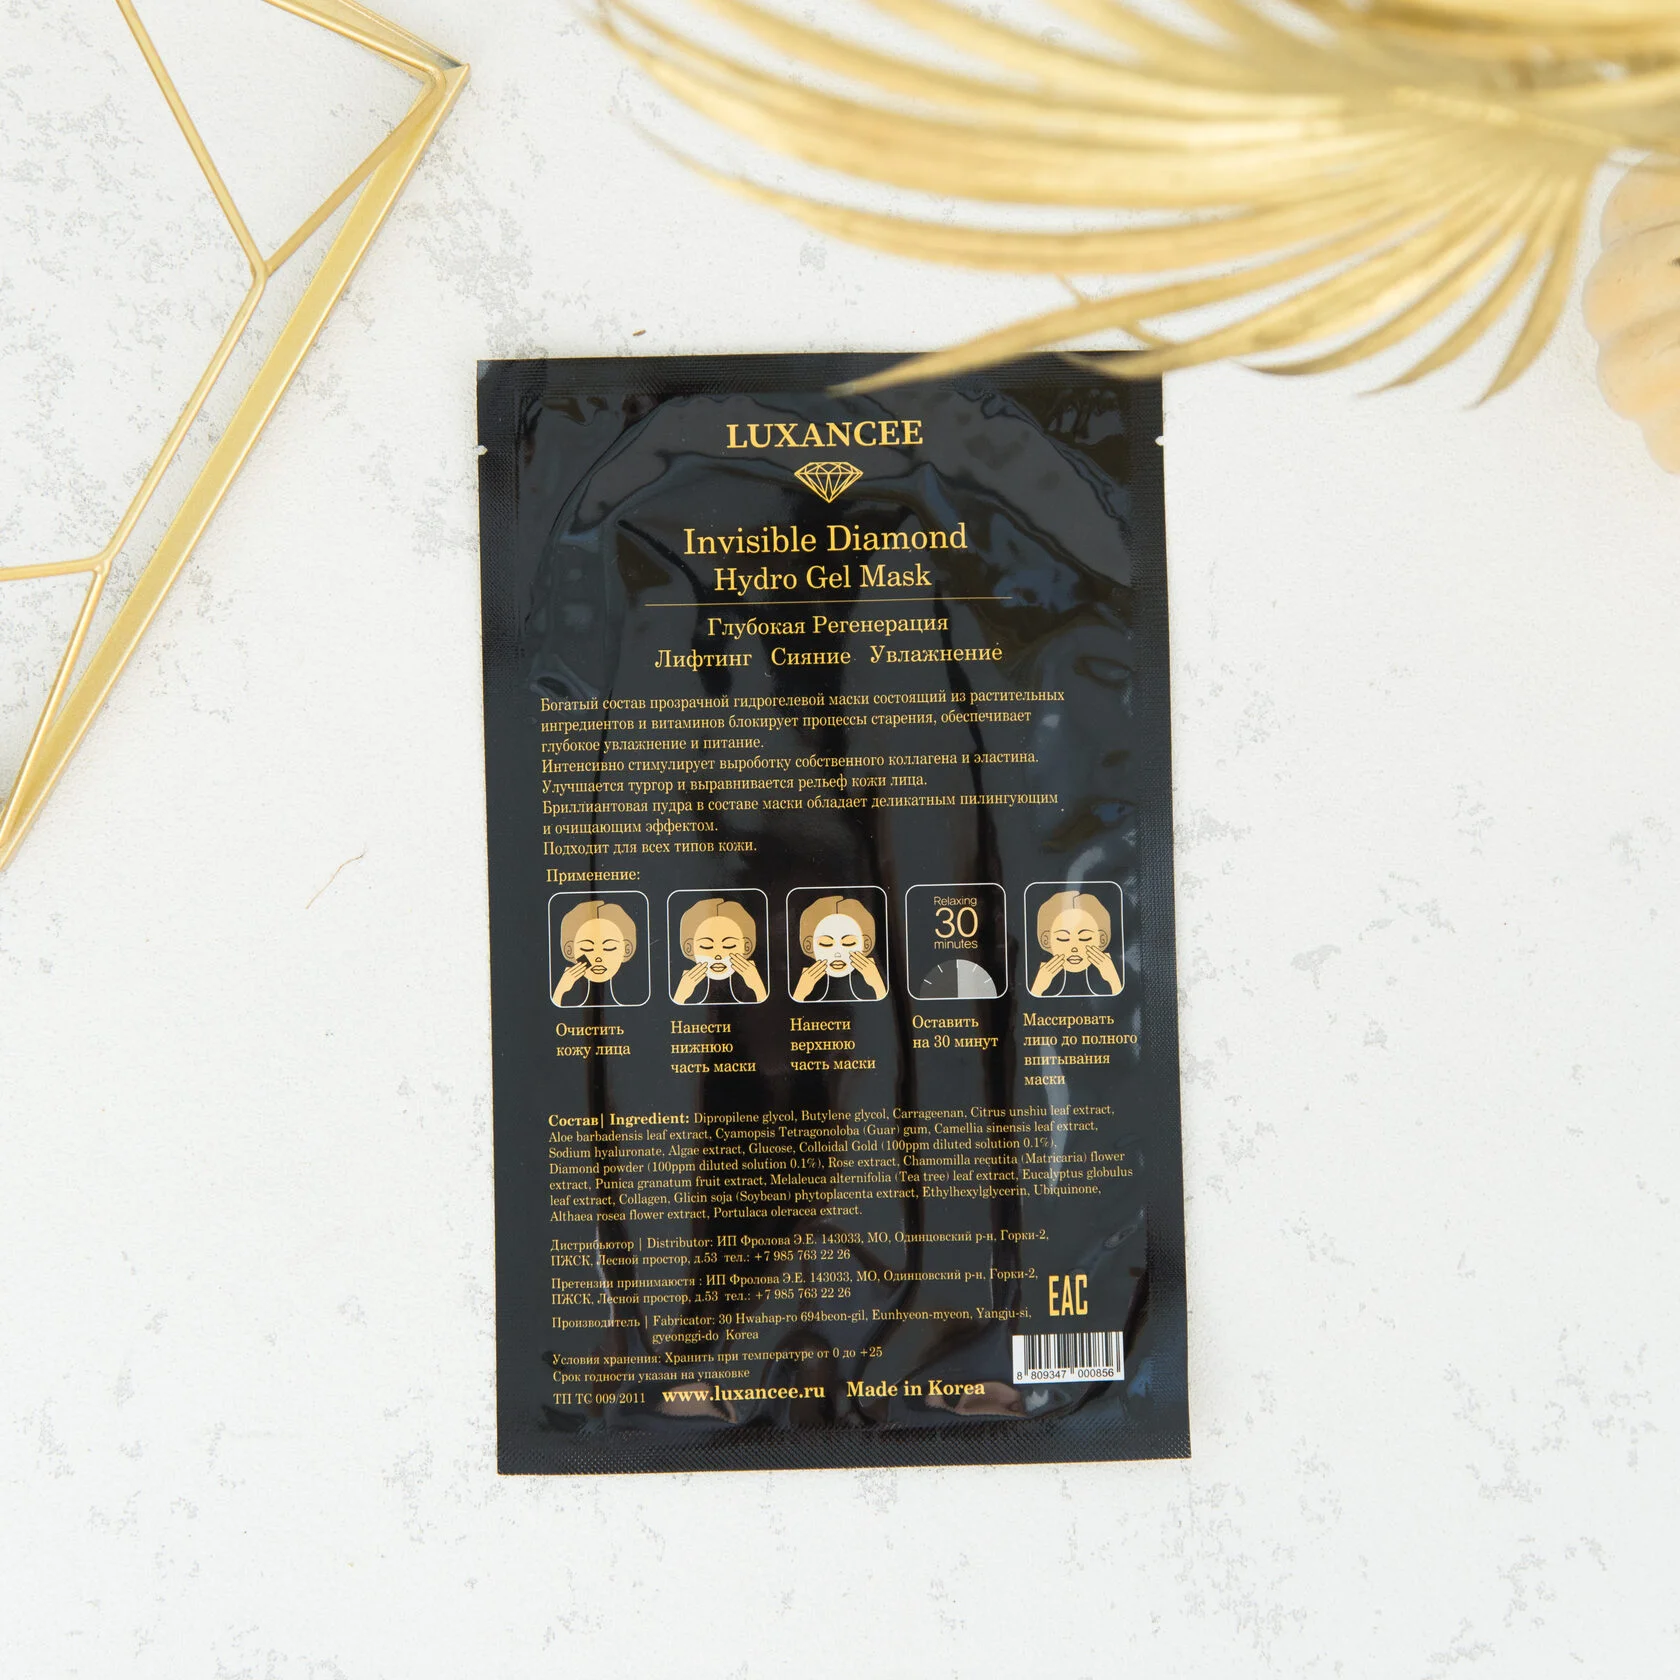 LUXANCEE
Invisible Diamond
Hydro Gel Mask
Глубокая Регенерация
Лифтинг Сияние Увлажнение
Богатый состав прозрачной гидрогелевой маски состоящий из растительных
ингредиентов и витаминов блокирует процессы старения, обеспечивает
глубокое увлажнение и питание.
Интенсивно стимулирует выроботку собственного коллагена и эластина.
Улучшается тургор и выравнивается рельеф кожи лица.
Бриллиантовая пудра в составе маски обладает деликатным пилингующим
и очищающим эффектом.
Подходит для всех типов кожи.
Применение:
Relaxing
30
minutes
Очистить
кожу лица
Нанести
нижнюю
часть маски
Нанести
верхнюю
часть маски
Оставить
на 30 минут
Массировать
лицо до полного
впитывания
маски
Состав| Ingredient: Dipropilene glycol, Butylene glycol, Carrageenan, Citrus unshiu leaf extract,
Aloe barbadensis leaf extract, Cyamopsis Tetragonoloba (Guar) gum, Camellia sinensis leaf extract,
Sodium hyaluronate, Algae extract, Glucose, Colloidal Gold (100ppm diluted solution 0.1%),
Diamond powder (100ppm diluted solution 0.1%), Rose extract, Chamomilla recutita (Matricaria) flower
extract, Punica granatum fruit extract, Melaleuca alternifolia (Tea tree) leaf extract, Eucalyptus globulus
leaf extract, Collagen, Glicin soja (Soybean) phytoplacenta extract, Ethylhexylglycerin, Ubiquinone,
Althaea rosea flower extract, Portulaca oleracea extract.
Дистрибьютор | Distributor: ИП Фролова Э.Е. 143033, МО, Одинцовский р-н, Горки-2,
ПЖСК, Лесной простор, д.53 тел.: +7 985 763 22 26
Претензии принимаюстя : ИП Фролова Э.Е. 143033, МО, Одинцовский р-н, Горки-2,
ПЖСК, Лесной простор, д.53 тел.: +7 985 763 22 26
EAC
Производитель | Fabricator: 30 Hwahap-ro 694beon-gil, Eunhyeon-myeon, Yangju-si,
gyeonggi-do Korea
Условия хранения: Хранить при температуре от 0 до +25
Срок годности указан на упаковке
8 809347 000856
ТП ТС 009/2011 www.luxancee.ru Made in Korea